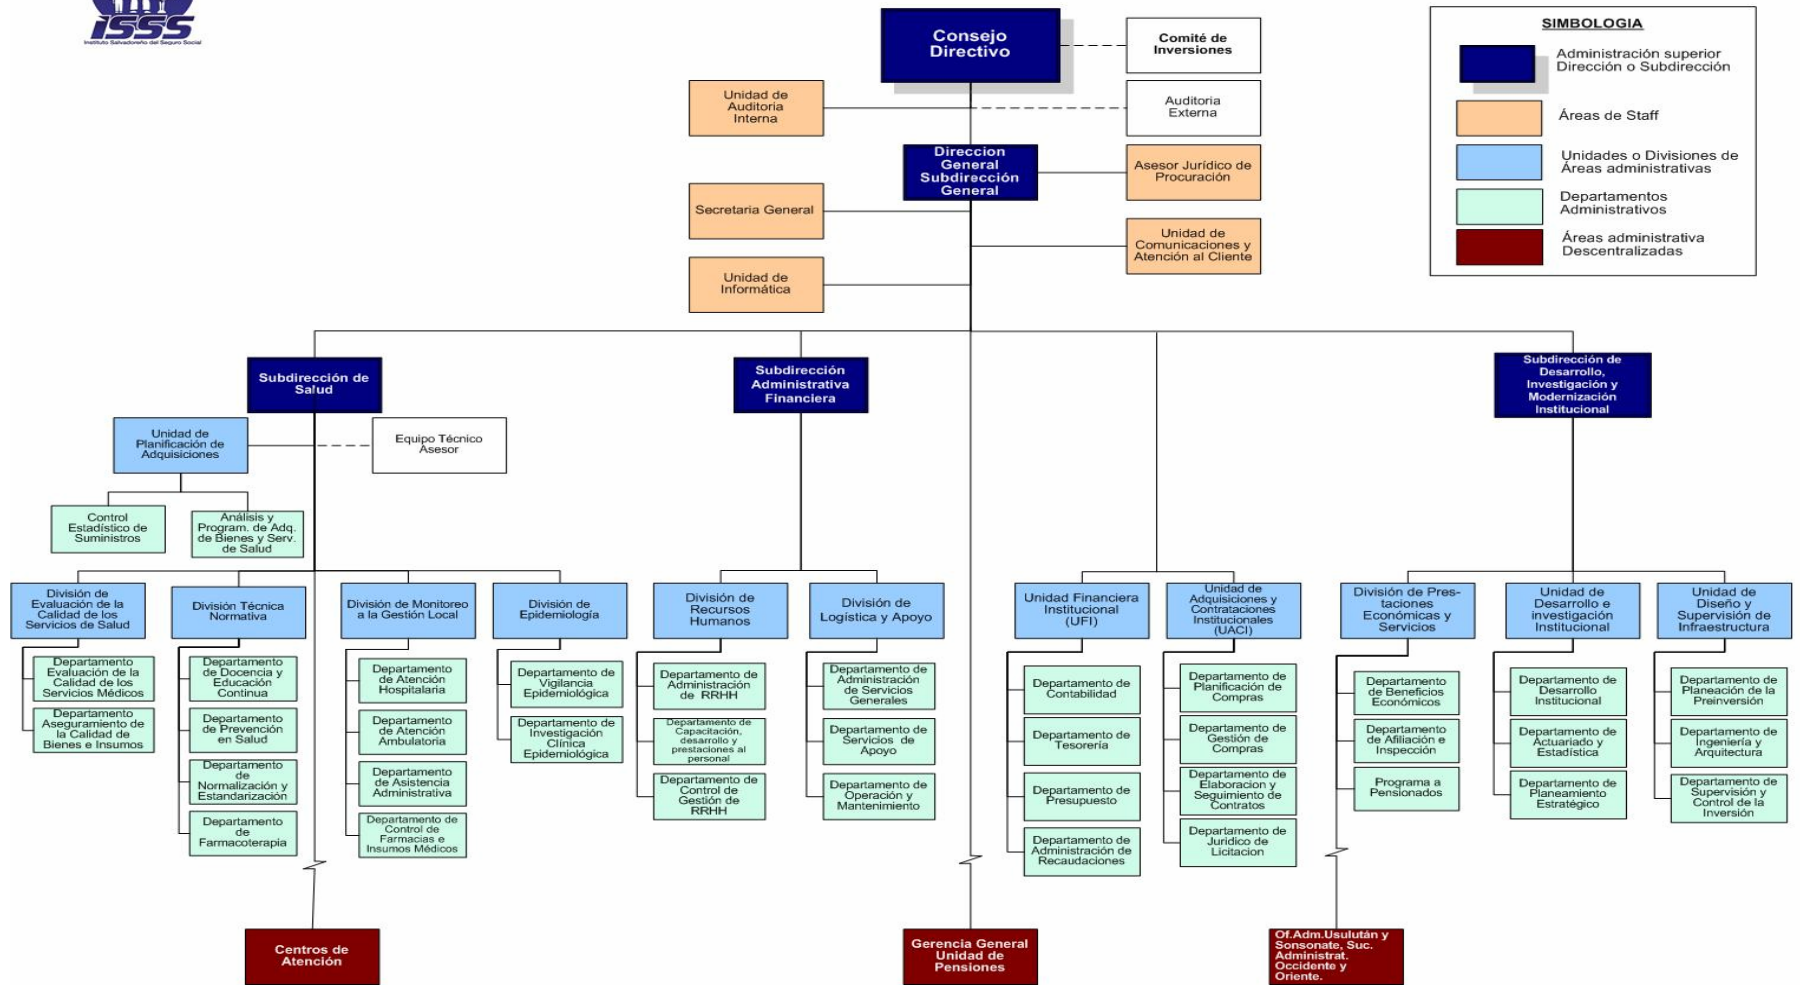 ISSS
Instituto Salvadoreño del Seguro Social
Consejo
Directivo
Comité de
Inversiones
Unidad de
Auditoria
Interna
Auditoria
Externa
Direccion
General
Subdirección
General
Asesor Jurídico de
Procuración
Secretaria General
Unidad de
Comunicaciones y
Atención al Cliente
Unidad de
Informática
SIMBOLOGIA
Administración superior
Dirección o Subdirección
Áreas de Staff
Unidades o Divisiones de
Áreas administrativas
Departamentos
Administrativos
Áreas administrativa
Descentralizadas
Subdirección de
Salud
Subdirección
Administrativa
Financiera
Subdirección de
Desarrollo,
Investigación y
Modernización
Institucional
Unidad de
Planificación de
Adquisiciones
Equipo Técnico
Asesor
Control
Estadístico de
Suministros
Análisis y
Program. de Adq.
de Bienes y Serv.
de Salud
División de
Evaluación de la
Calidad de los
Servicios de Salud
División Técnica
Normativa
División de Monitoreo
a la Gestión Local
División de
Epidemiología
División de
Recursos
Humanos
División de
Logística y Apoyo
Unidad Financiera
Institucional
(UFI)
Unidad de
Adquisiciones y
Contrataciones
Institucionales
(UACI)
División de Pres-
taciones
Económicas y
Servicios
Unidad de
Desarrollo e
investigación
Institucional
Unidad de
Diseño y
Supervisión de
Infraestructura
Departamento
Evaluación de la
Calidad de los
Servicios Médicos
Departamento
Aseguramiento de
la Calidad de
Bienes e Insumos
Departamento
de Docencia y
Educación
Continua
Departamento
de Prevención
en Salud
Departamento
de
Normalización y
Estandarización
Departamento
de
Farmacoterapia
Departamento
de Atención
Hospitalaria
Departamento
de Atención
Ambulatoria
Departamento
de Asistencia
Administrativa
Departamento de
Control de
Farmacias e
Insumos Médicos
Departamento de
Vigilancia
Epidemiológica
Departamento de
Investigación
Clínica
Epidemiológica
Departamento de
Administración
de RRHH
Departamento de
Capacitación,
desarrollo y
prestaciones al
personal
Departamento de
Control de
Gestión de
RRHH
Departamento de
Administración
de Servicios
Generales
Departamento de
Servicios de
Apoyo
Departamento
de Operación y
Mantenimiento
Departamento de
Contabilidad
Departamento de
Tesorería
Departamento de
Presupuesto
Departamento de
Administración de
Recaudaciones
Departamento de
Planificación de
Compras
Departamento de
Gestión de
Compras
Departamento de
Elaboracion y
Seguimiento de
Contratos
Departamento de
Juridico de
Licitacion
Departamento
de Beneficios
Económicos
Departamento
de Afiliación e
Inspección
Programa a
Pensionados
Departamento de
Desarrollo
Institucional
Departamento de
Actuariado y
Estadística
Departamento de
Planeamiento
Estratégico
Departamento de
Planeación de la
Preinversión
Departamento de
Ingeniería y
Arquitectura
Departamento de
Supervisión y
Control de la
Inversión
Centros de
Atención
Gerencia General
Unidad de
Pensiones
Of.Adm.Usulután y
Sonsonate, Suc.
Administrat.
Occidente y
Oriente.